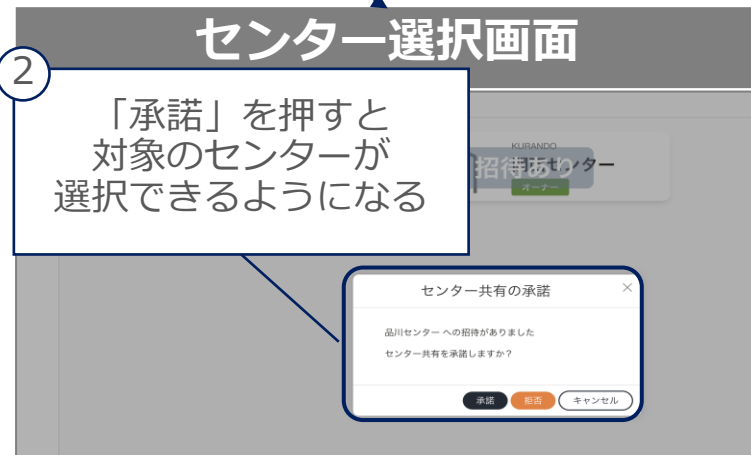 センター選択画面
2
「承諾」を押すと
対象のセンターが
選択できるようになる
KURANDO
招待あり
センター
オーナー
センター共有の承諾
×
品川センター への招待がありました
センター共有を承諾しますか？
承諾 拒否 キャンセル